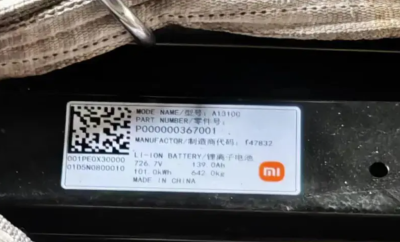 MODE NAME/型号: A1310G
PART NUMBER/零件号:
P000000367001
MANUFACTOR/制造商代码: f47832
LI-ION BATTERY/锂离子电池
726.7V 139.0Ah
101.0kWh 642.0kg
MADE IN CHINA
001PE0X30000
01DSN0800010
mi